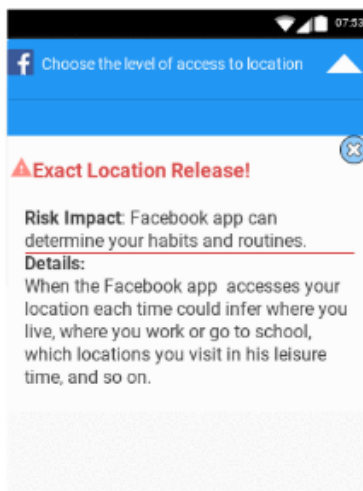 07:53
f Choose the level of access to location
Exact Location Release!
Risk Impact: Facebook app can
determine your habits and routines.
Details:
When the Facebook app accesses your
location each time could infer where you
live, where you work or go to school,
which locations you visit in his leisure
time, and so on.